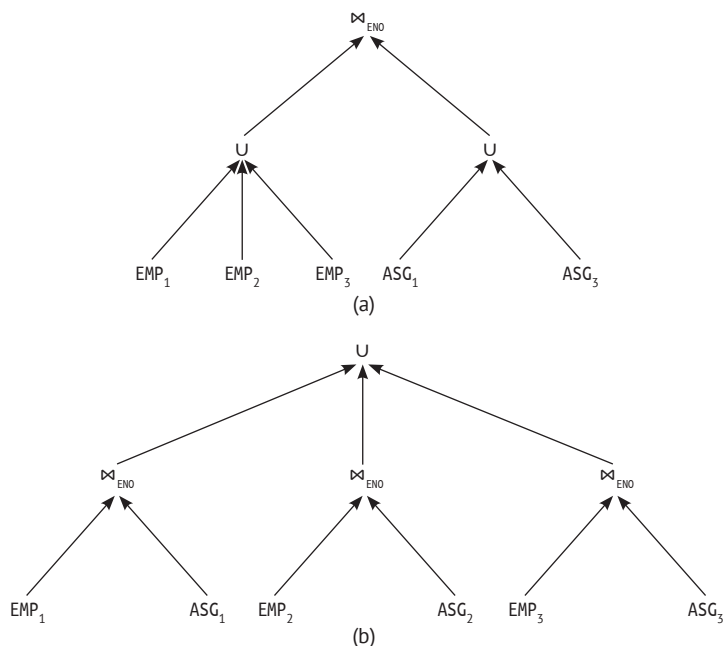 ⋈ENO
∪ ∪
EMP1 EMP2 EMP3 ASG1 ASG3
(a)
∪
⋈ENO ⋈ENO ⋈ENO
EMP1 ASG1 EMP2 ASG2 EMP3 ASG3
(b)